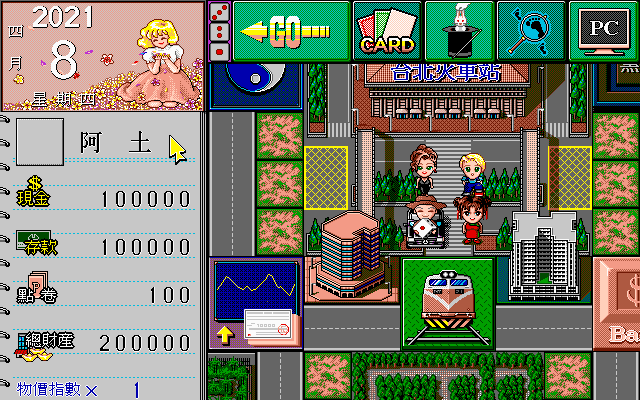 2021
四月
8
星期四
GO
CARD
PC
台北火車站
阿土
現金 100000
存款 100000
點卷 100
總財產 200000
物價指數× 1